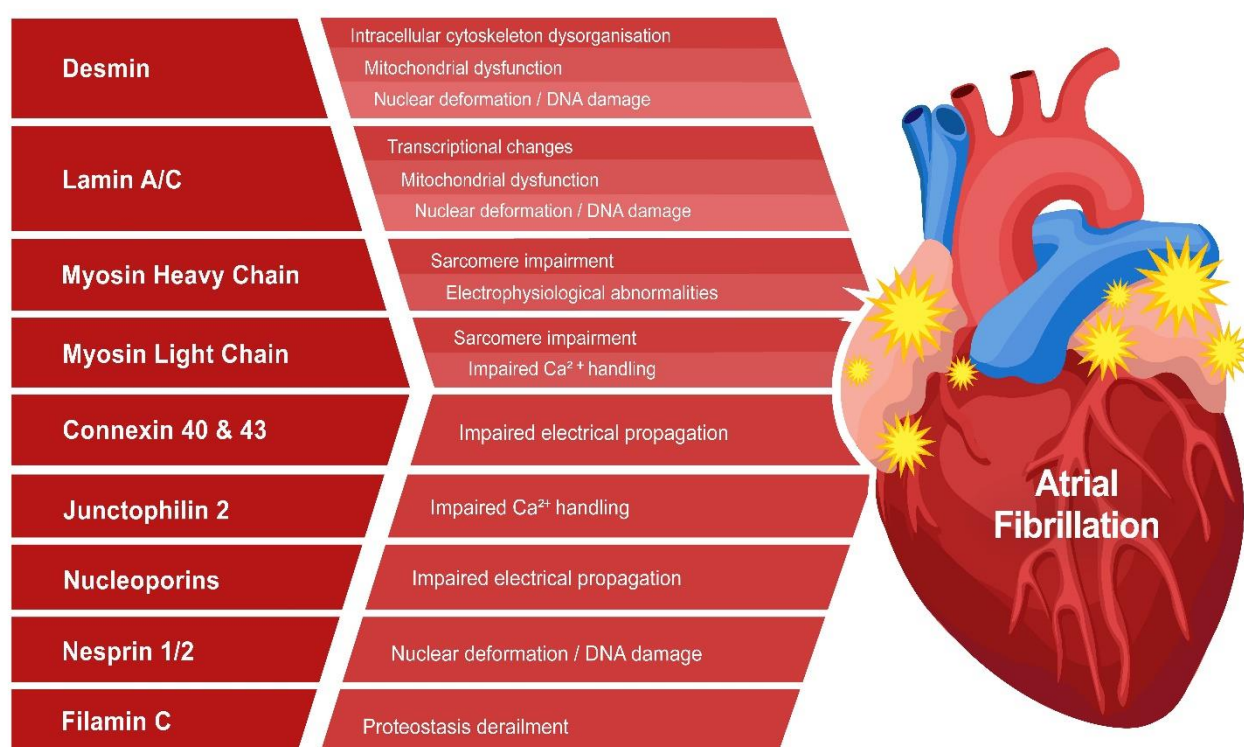 Desmin
Intracellular cytoskeleton dysorganisation
Mitochondrial dysfunction
Nuclear deformation / DNA damage
Lamin A/C
Transcriptional changes
Mitochondrial dysfunction
Nuclear deformation / DNA damage
Myosin Heavy Chain
Sarcomere impairment
Electrophysiological abnormalities
Myosin Light Chain
Sarcomere impairment
Impaired Ca²⁺ handling
Connexin 40 & 43
Impaired electrical propagation
Junctophilin 2
Impaired Ca²⁺ handling
Nucleoporins
Impaired electrical propagation
Nesprin 1/2
Nuclear deformation / DNA damage
Filamin C
Proteostasis derailment
Atrial
Fibrillation